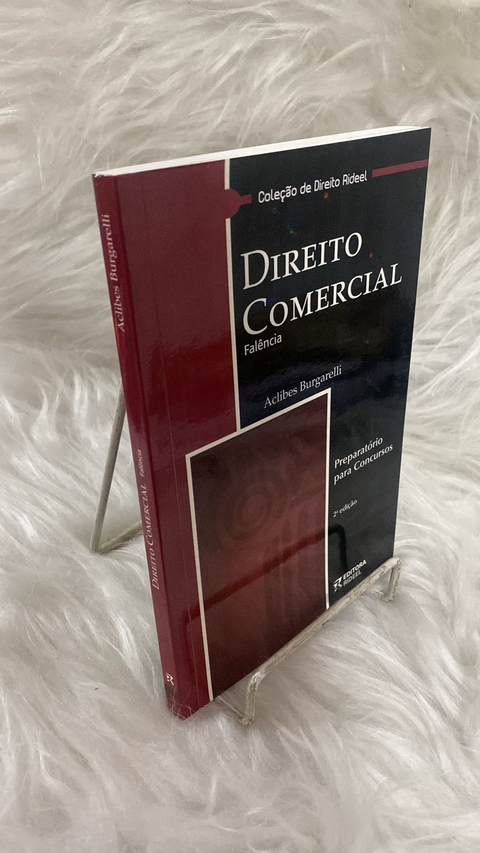 Coleção de Direito Rideel
DIREITO
COMERCIAL
Falência
Aclibes Burgarelli
Preparatório
para Concursos
2ª edição
EDITORA
RIDEEL
Aclibes Burgarelli
DIREITO COMERCIAL Falência